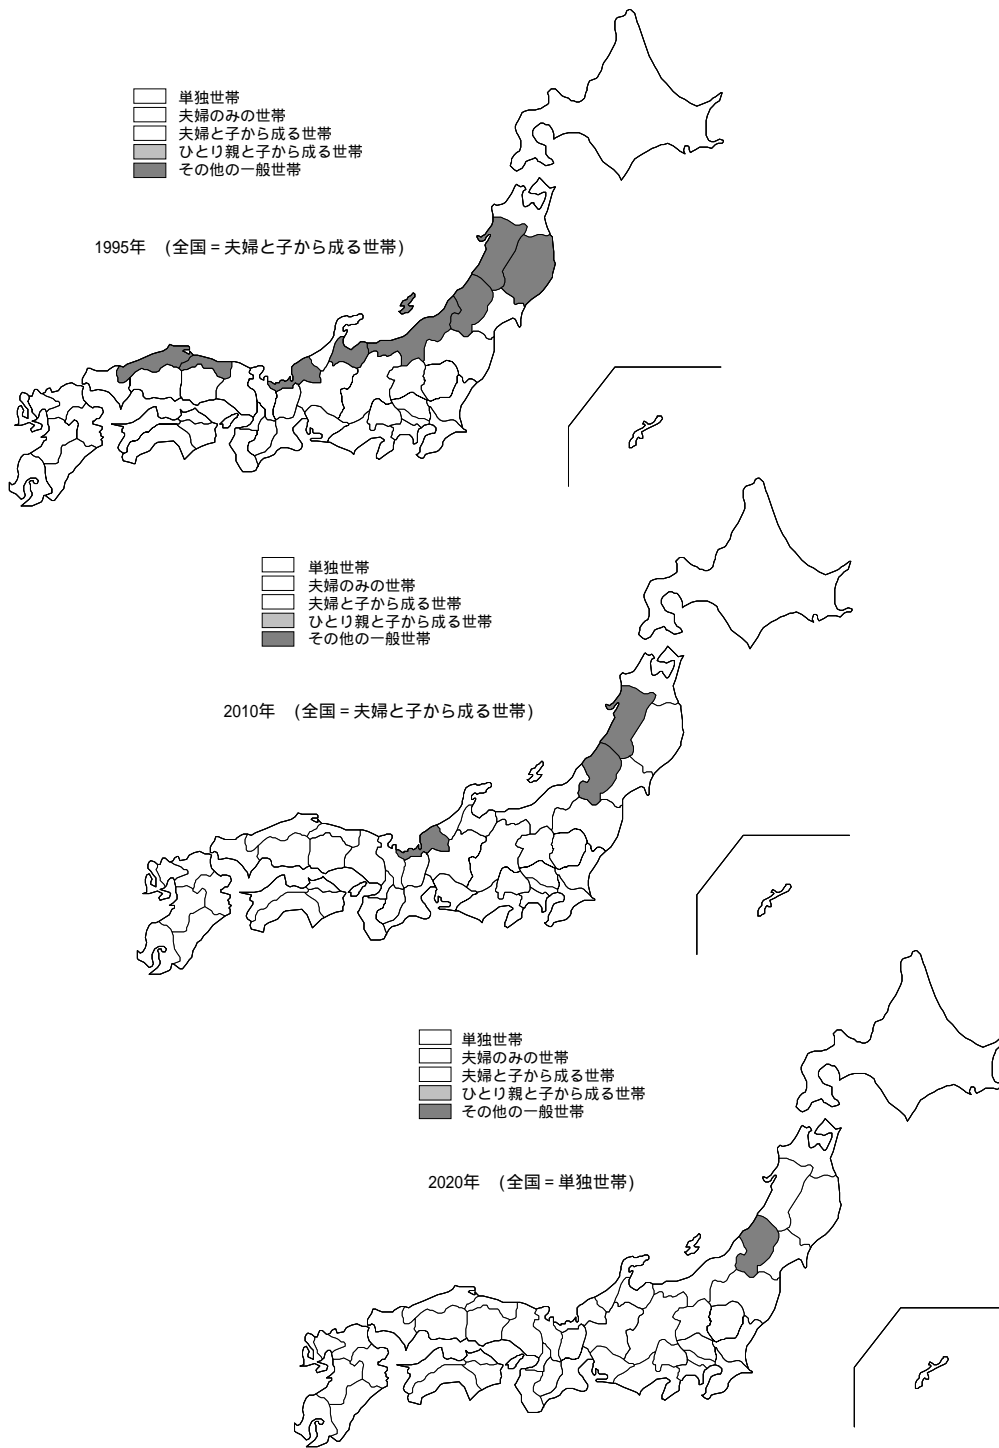 単独世帯
夫婦のみの世帯
夫婦と子から成る世帯
ひとり親と子から成る世帯
その他の一般世帯
1995年 (全国=夫婦と子から成る世帯)
単独世帯
夫婦のみの世帯
夫婦と子から成る世帯
ひとり親と子から成る世帯
その他の一般世帯
2010年 (全国=夫婦と子から成る世帯)
単独世帯
夫婦のみの世帯
夫婦と子から成る世帯
ひとり親と子から成る世帯
その他の一般世帯
2020年 (全国=単独世帯)